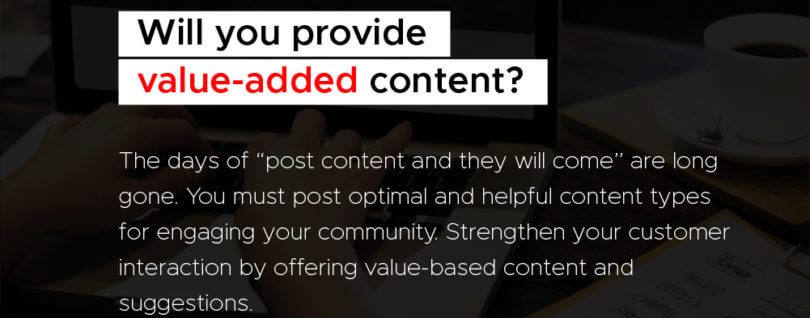 Will you provide
value-added content?
The days of “post content and they will come” are long
gone. You must post optimal and helpful content types
for engaging your community. Strengthen your customer
interaction by offering value-based content and
suggestions.